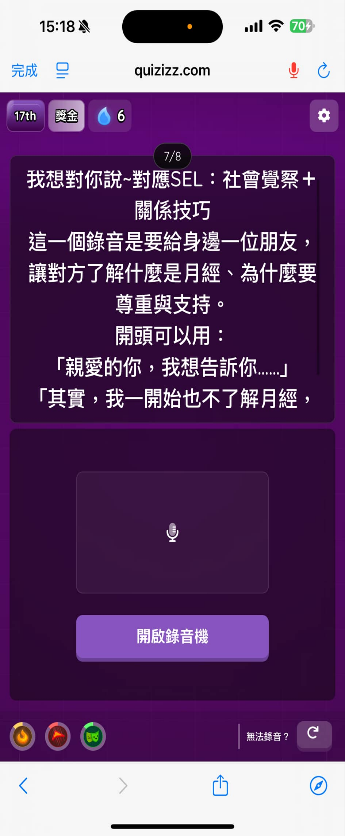 15:18
70
完成
quizizz.com
17th
獎金
6
7/8
我想對你說~對應SEL：社會覺察＋
關係技巧
這一個錄音是要給身邊一位朋友，
讓對方了解什麼是月經、為什麼要
尊重與支持。
開頭可以用：
「親愛的你，我想告訴你……」
「其實，我一開始也不了解月經，
開啟錄音機
無法錄音？